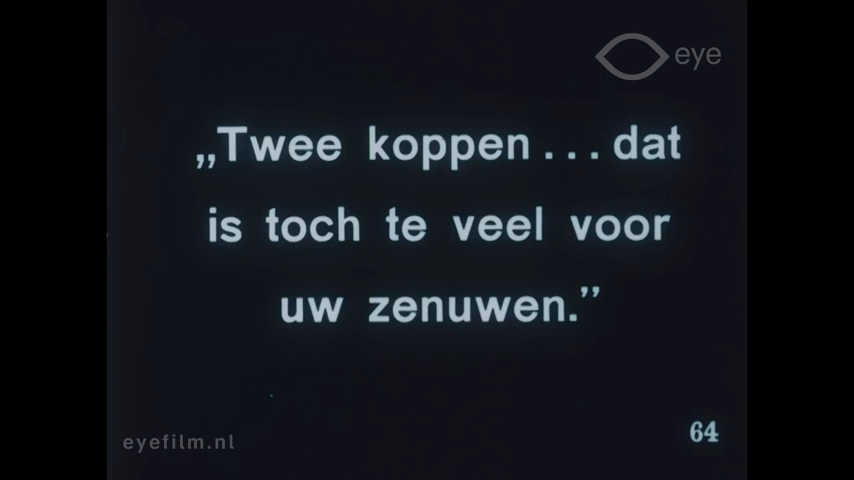 eye
„Twee koppen... dat
is toch te veel voor
uw zenuwen.”
64
eyefilm.nl